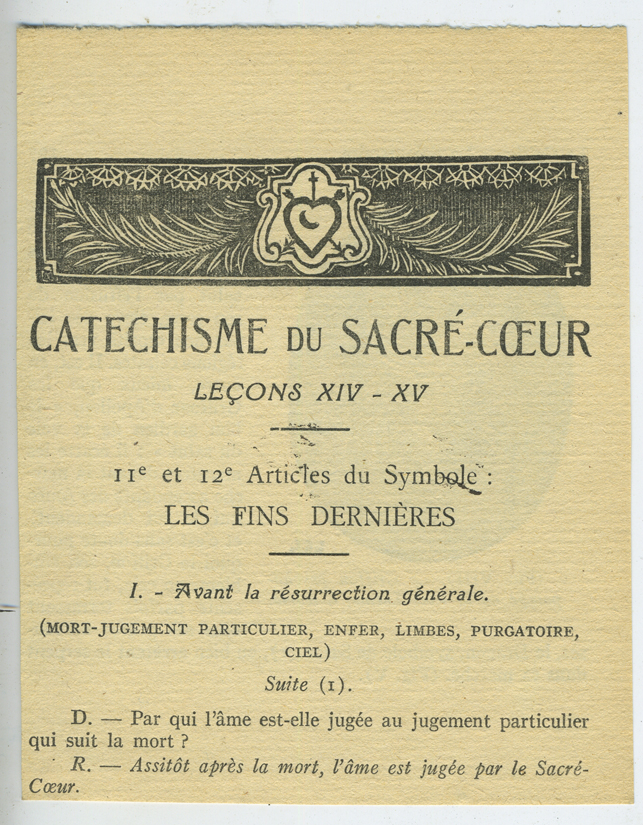 CATECHISME DU SACRÉ-CŒUR
LEÇONS XIV - XV
11e et 12e Articles du Symbole :
LES FINS DERNIÈRES
I. - Avant la résurrection générale.
(MORT-JUGEMENT PARTICULIER, ENFER, LIMBES, PURGATOIRE,
CIEL)
Suite (1).
D. — Par qui l'âme est-elle jugée au jugement particulier
qui suit la mort ?
R. — Assitôt après la mort, l'âme est jugée par le Sacré-
Cœur.